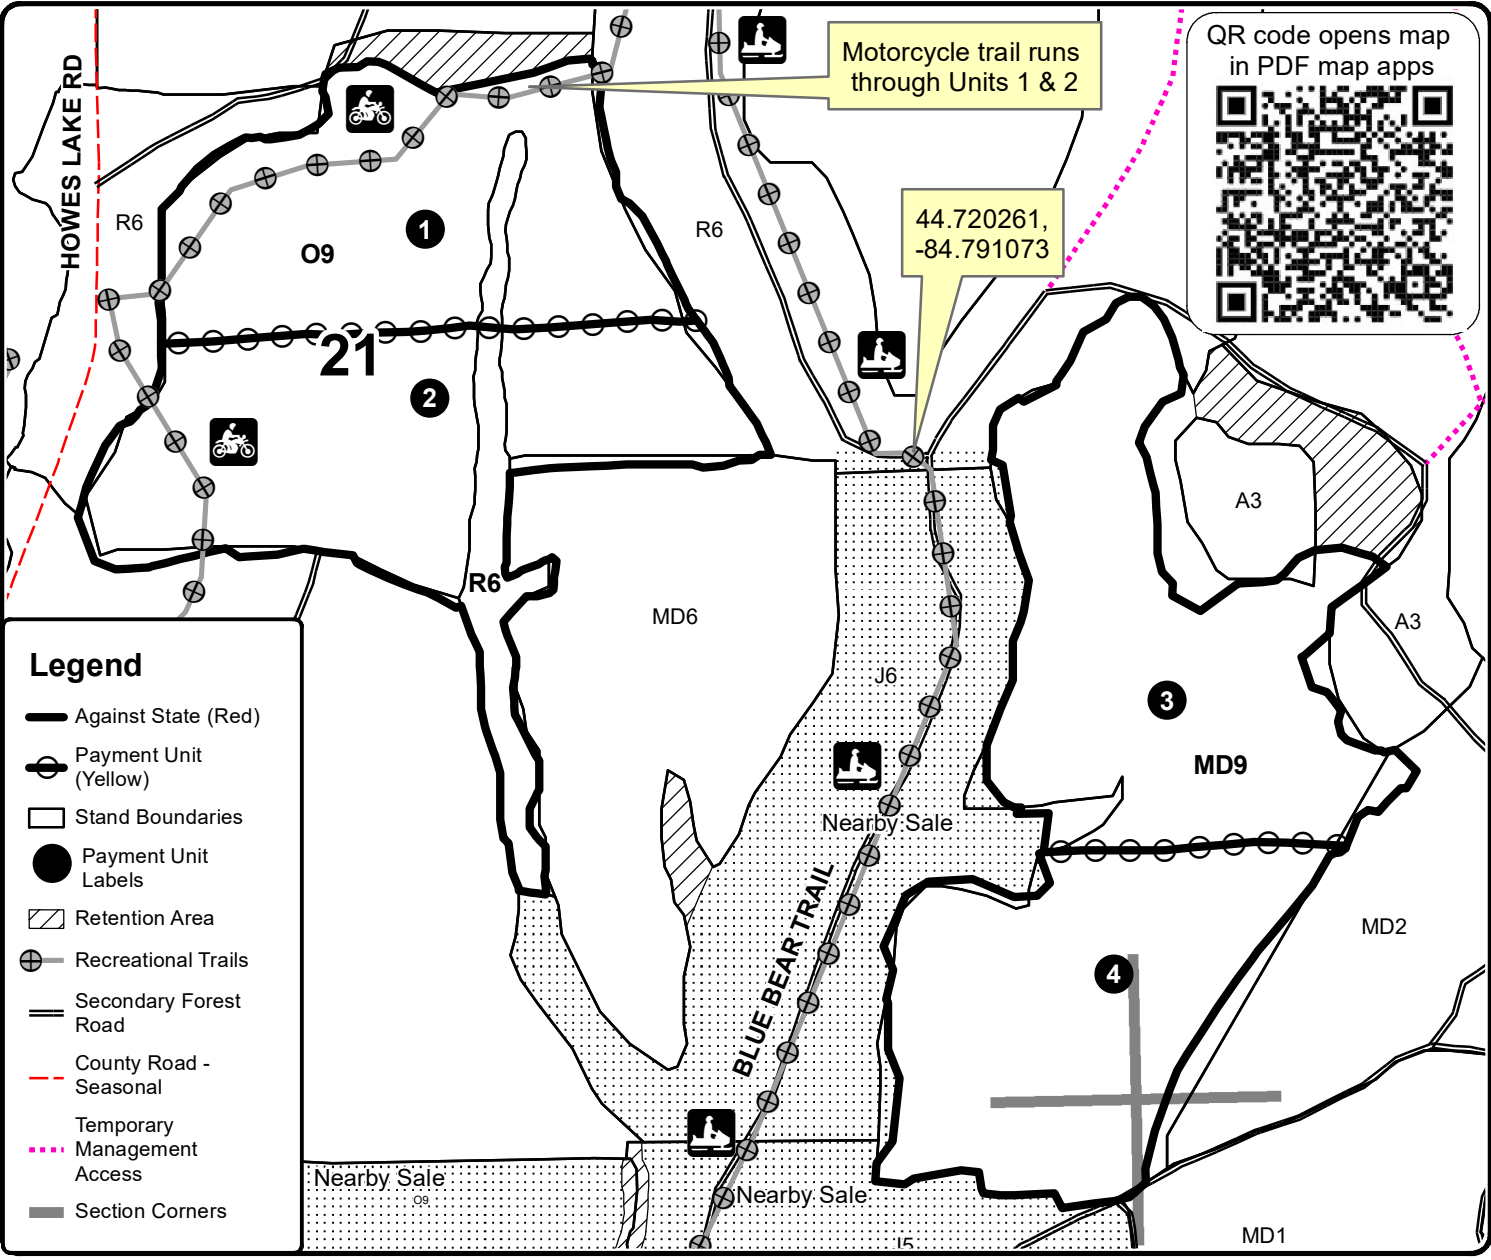 HOWES LAKE RD
Motorcycle trail runs
through Units 1 & 2
QR code opens map
in PDF map apps
R6
O9
1
R6
44.720261,
-84.791073
21
2
A3
R6
MD6
A3
J6
3
MD9
Nearby Sale
BLUE BEAR TRAIL
MD2
4
Nearby Sale
O9
Nearby Sale
J5
MD1
Legend
Against State (Red)
Payment Unit
(Yellow)
Stand Boundaries
Payment Unit
Labels
Retention Area
Recreational Trails
Secondary Forest
Road
County Road -
Seasonal
Temporary
Management
Access
Section Corners